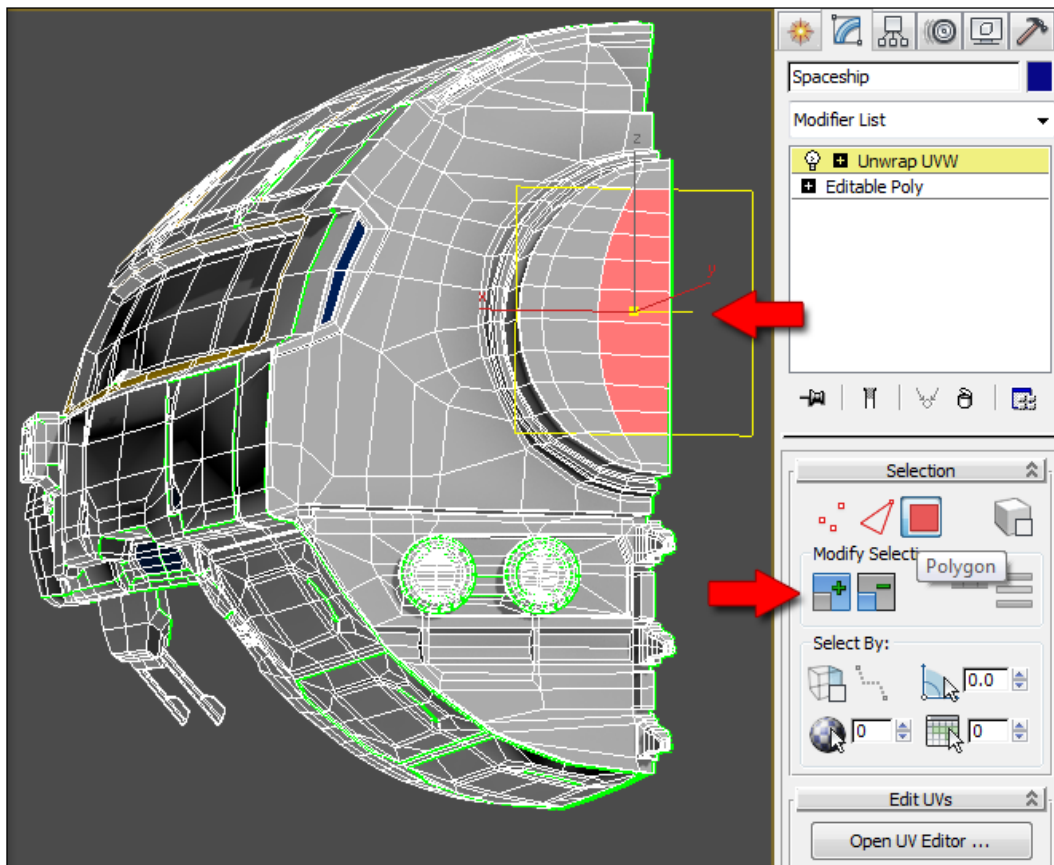 Spaceship
Modifier List
Unwrap UVW
Editable Poly
z
y
x
Selection
Modify Selecti
Polygon
Select By:
0.0
0
0
Edit UVs
Open UV Editor ...